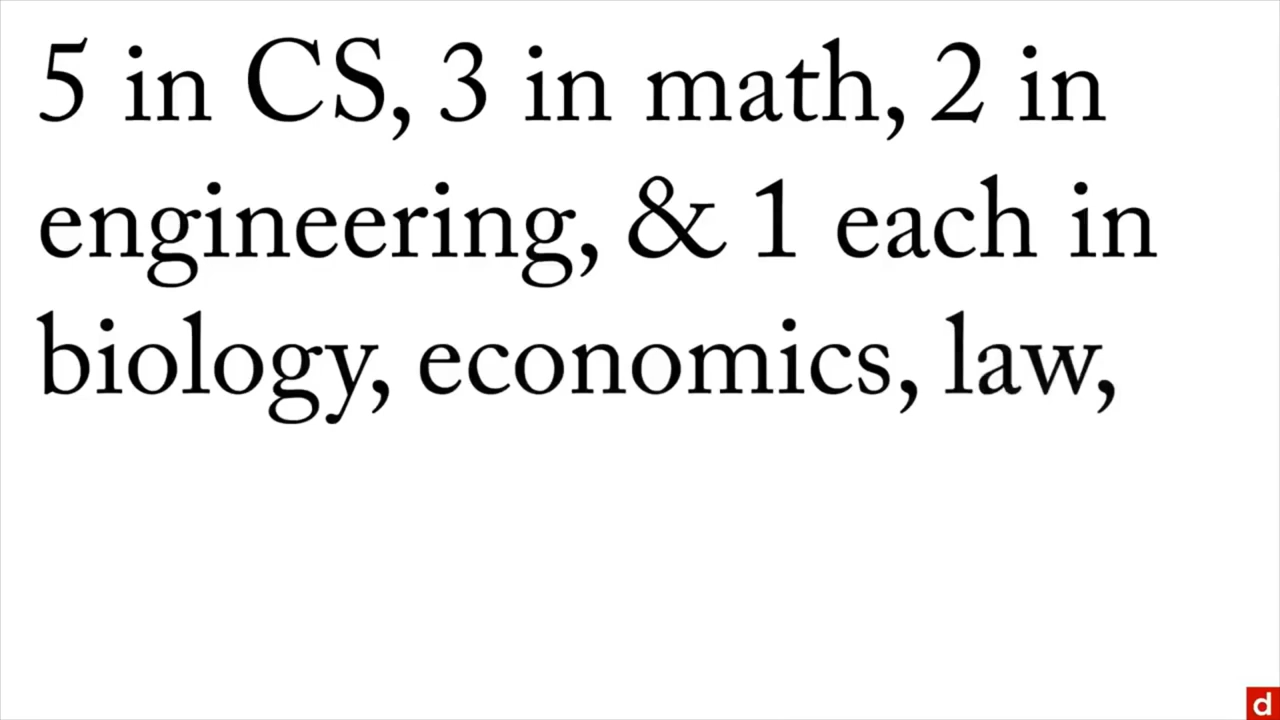 5 in CS, 3 in math, 2 in
engineering, & 1 each in
biology, economics, law,
d